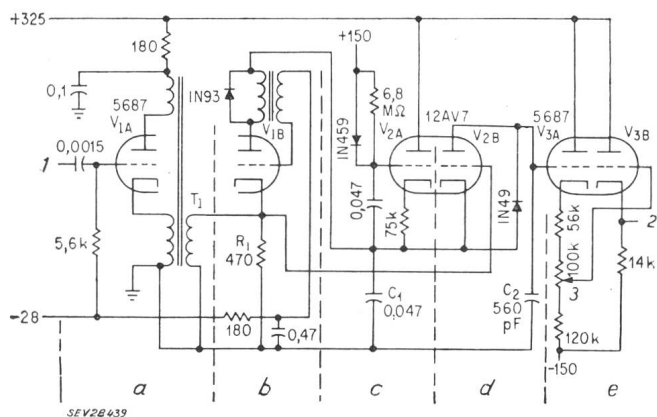 +325
180
0,1
5687
V1A
0,0015
1
5,6k
-28
T1
IN93
V1B
R1
470
180
0,47
+150
6,8
MΩ
IN459
V2A
12AV7
V2B
0,047
75k
IN49
C1
0,047
C2
560
pF
5687
V3A
V3B
56k
100k
2
3
14k
120k
-150
a
b
c
d
e
SEV28439